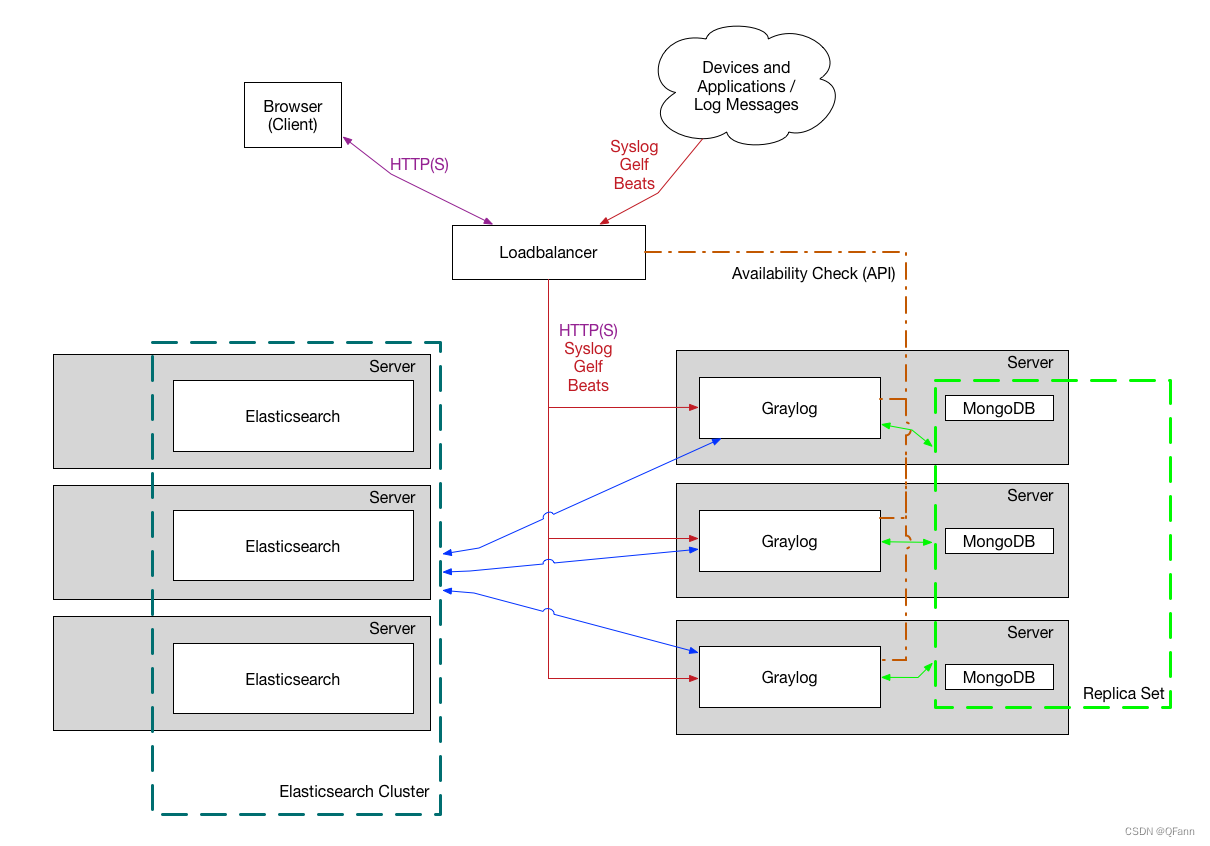 Devices and
Applications /
Log Messages
Browser
(Client)
HTTP(S)
Syslog
Gelf
Beats
Loadbalancer
Availability Check (API)
HTTP(S)
Syslog
Gelf
Beats
Server
Elasticsearch
Server
Elasticsearch
Server
Elasticsearch
Elasticsearch Cluster
Server
Graylog
MongoDB
Server
Graylog
MongoDB
Server
Graylog
MongoDB
Replica Set
CSDN @QFann